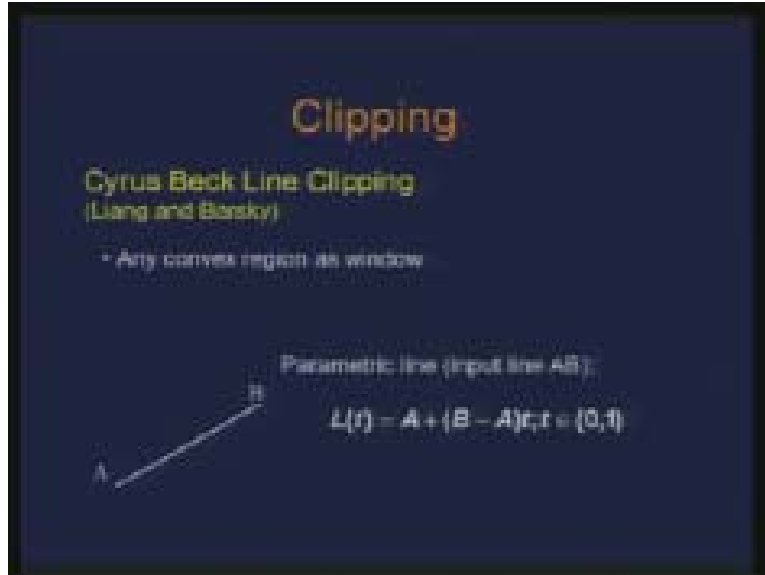 Clipping
Cyrus Beck Line Clipping
(Liang and Barsky)
• Any convex region as window
Parametric line (input line AB):
B
L(t) = A + (B − A)t; t ∈ (0,1)
A